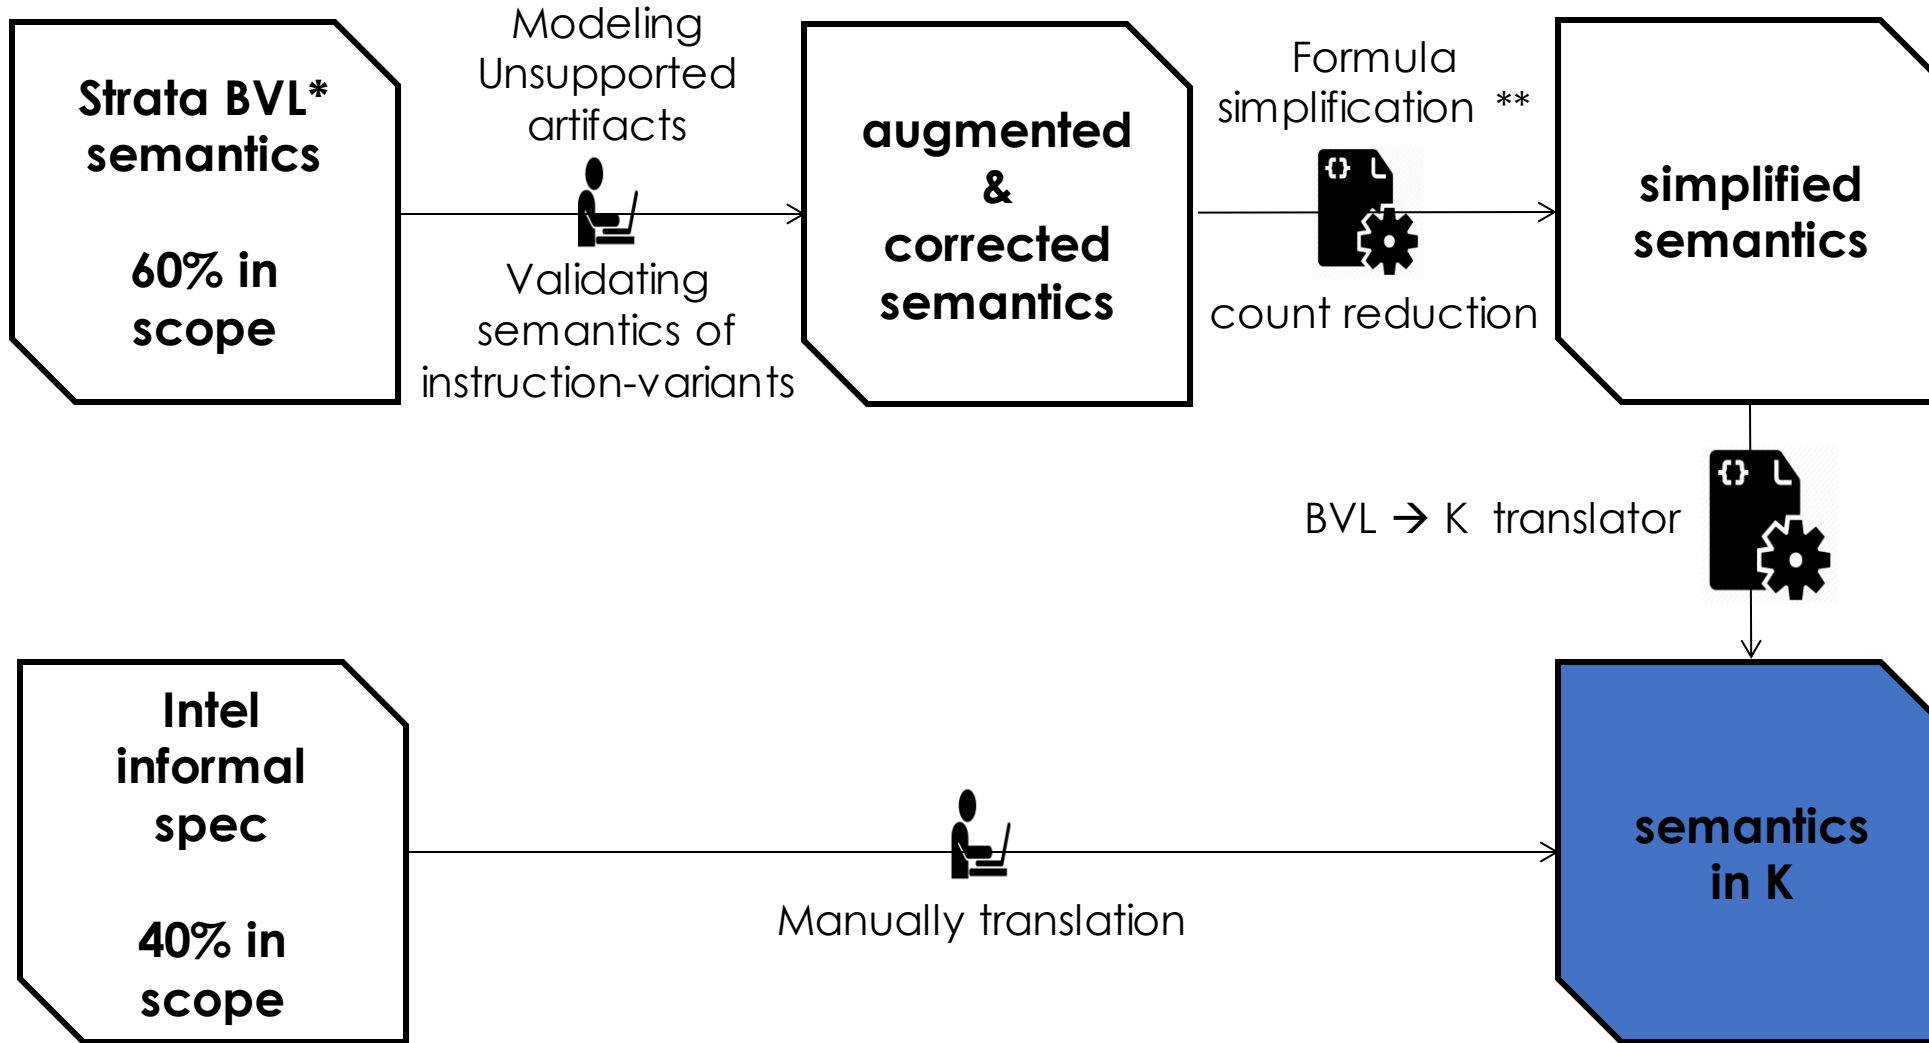 Strata BVL*
semantics
60% in
scope
Modeling
Unsupported
artifacts
Validating
semantics of
instruction-variants
augmented
&
corrected
semantics
Formula
simplification **
{} L
count reduction
simplified
semantics
BVL → K translator
{} L
Intel
informal
spec
40% in
scope
Manually translation
semantics
in K